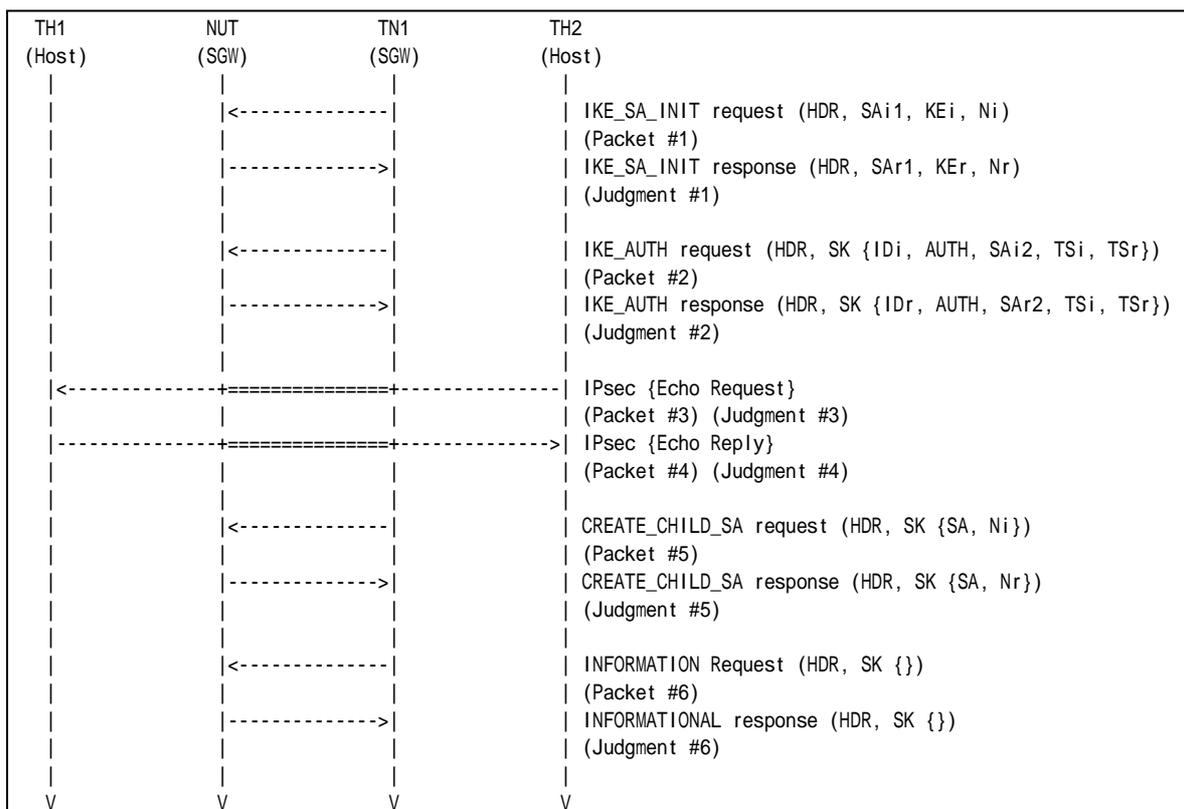 TH1 NUT TN1 TH2
(Host) (SGW) (SGW) (Host)
| | | |
| |<--------------| | IKE_SA_INIT request (HDR, SAi1, KEi, Ni)
| | | | (Packet #1)
| |-------------->| | IKE_SA_INIT response (HDR, SAr1, KEr, Nr)
| | | | (Judgment #1)
| | | |
| |<--------------| | IKE_AUTH request (HDR, SK {IDi, AUTH, SAi2, TSi, TSr})
| | | | (Packet #2)
| |-------------->| | IKE_AUTH response (HDR, SK {IDr, AUTH, SAr2, TSi, TSr})
| | | | (Judgment #2)
| | | |
|<--------------+===============+---------------| IPsec {Echo Request}
| | | | (Packet #3) (Judgment #3)
|---------------+===============+-------------->| IPsec {Echo Reply}
| | | | (Packet #4) (Judgment #4)
| | | |
| |<--------------| | CREATE_CHILD_SA request (HDR, SK {SA, Ni})
| | | | (Packet #5)
| |-------------->| | CREATE_CHILD_SA response (HDR, SK {SA, Nr})
| | | | (Judgment #5)
| | | |
| |<--------------| | INFORMATION Request (HDR, SK {})
| | | | (Packet #6)
| |-------------->| | INFORMATIONAL response (HDR, SK {})
| | | | (Judgment #6)
| | | |
V V V V